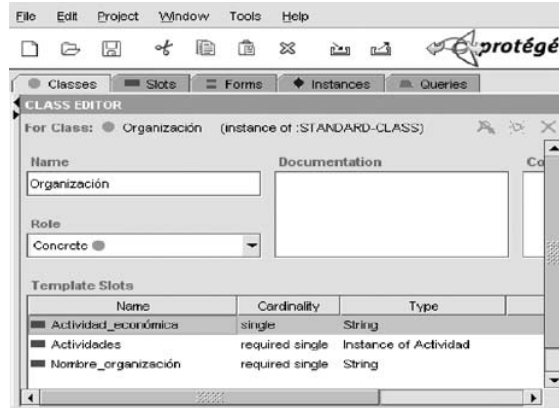 File Edit Project Window Tools Help
protégé
Classes Slots Forms Instances Queries
CLASS EDITOR
For Class: Organización (instance of :STANDARD-CLASS)
Name Documentation Co
Organización
Role
Concrete
Template Slots
Name Cardinality Type
Actividad_económica single String
Actividades required single Instance of Actividad
Nombre_organización required single String